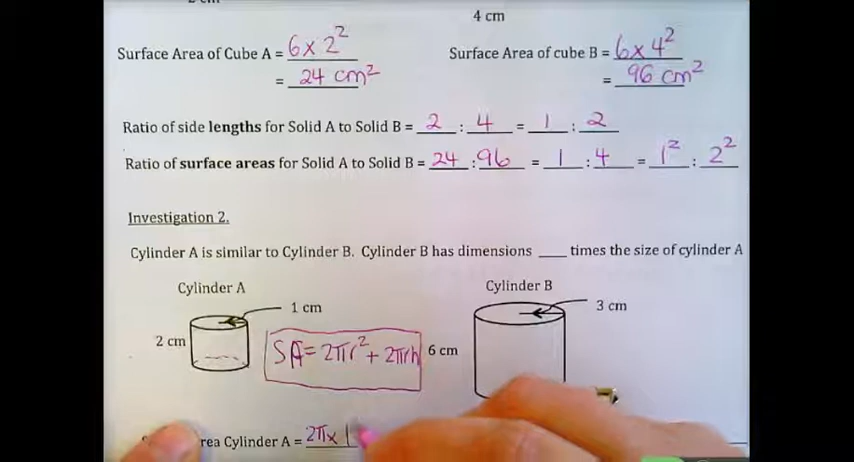 4 cm
Surface Area of Cube A = 6 x 2² Surface Area of cube B = 6 x 4²
= 24 cm² = 96 cm²
Ratio of side lengths for Solid A to Solid B = 2 : 4 = 1 : 2
Ratio of surface areas for Solid A to Solid B = 24 : 96 = 1 : 4 = 1² : 2²
Investigation 2.
Cylinder A is similar to Cylinder B. Cylinder B has dimensions ____ times the size of cylinder A
Cylinder A Cylinder B
1 cm 3 cm
2 cm SA = 2πr² + 2πrh 6 cm
rea Cylinder A = 2π x 1